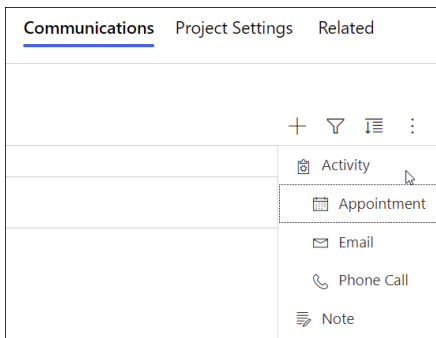 Communications Project Settings Related
Activity
Appointment
Email
Phone Call
Note